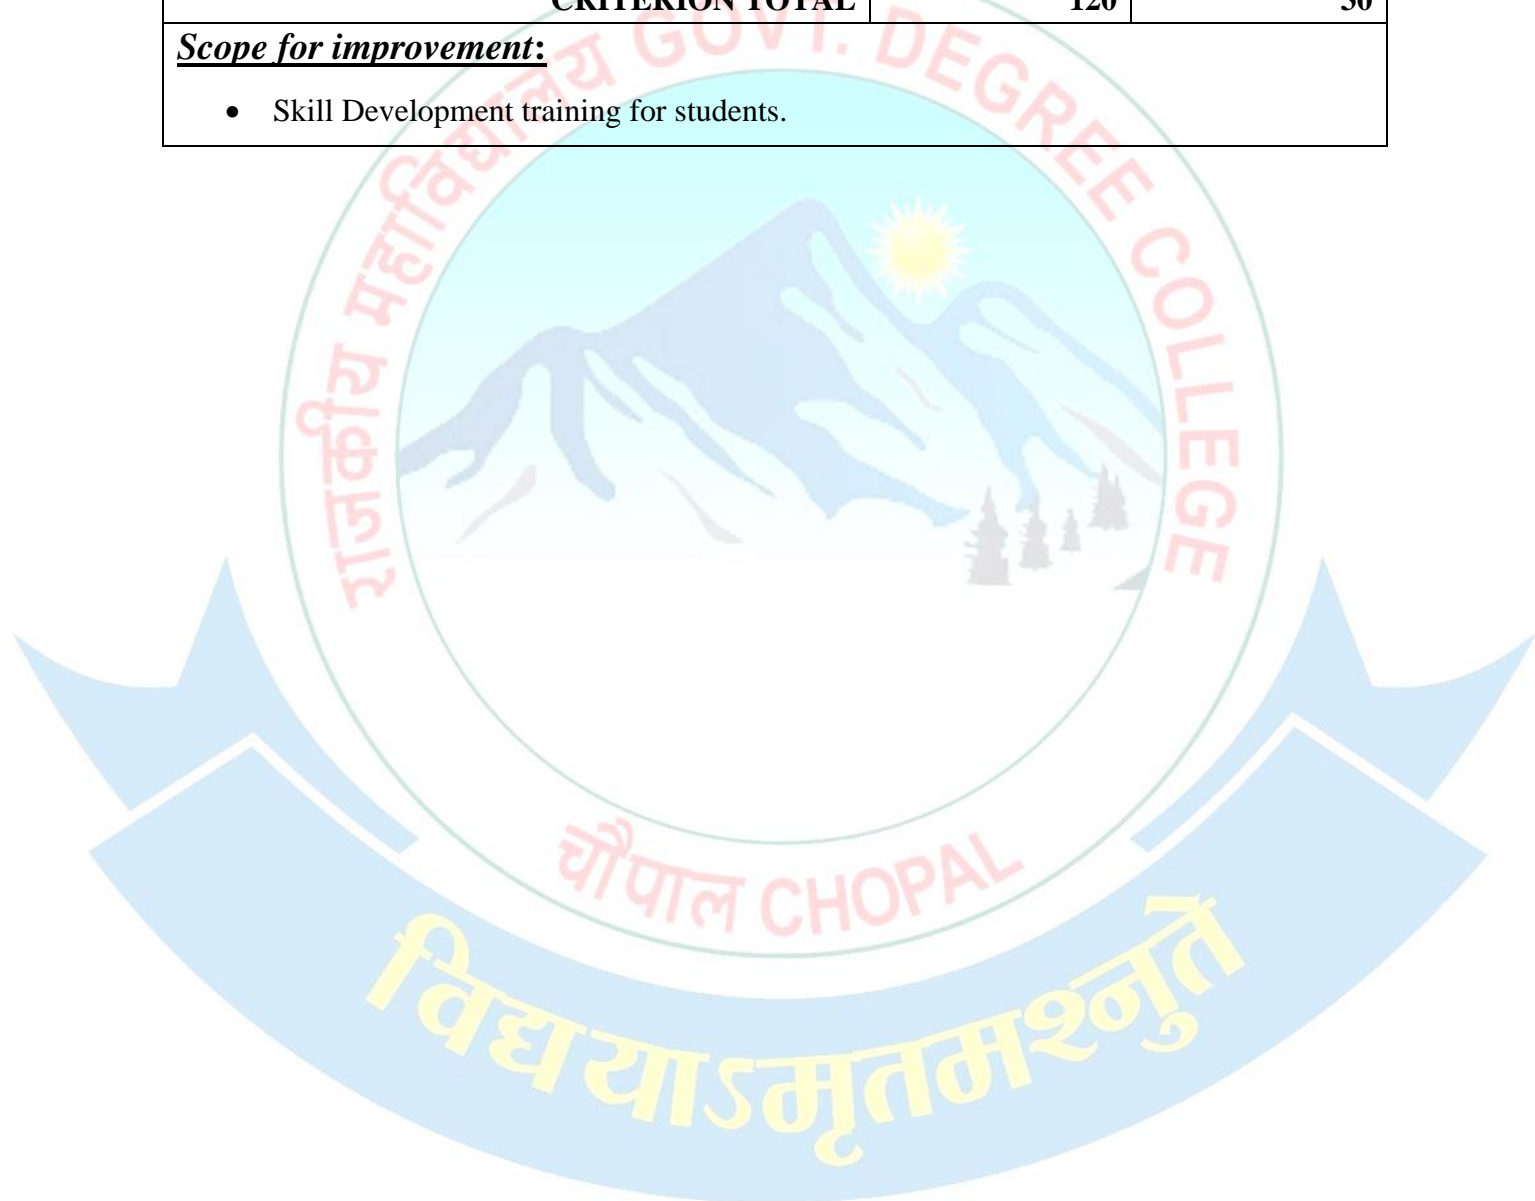 CRITERION TOTAL 120
Scope for improvement:
• Skill Development training for students.
राजकीय महाविद्यालय GOVT. DEGREE COLLEGE
चौपाल CHOPAL
विद्ययाऽमृतमश्नुते